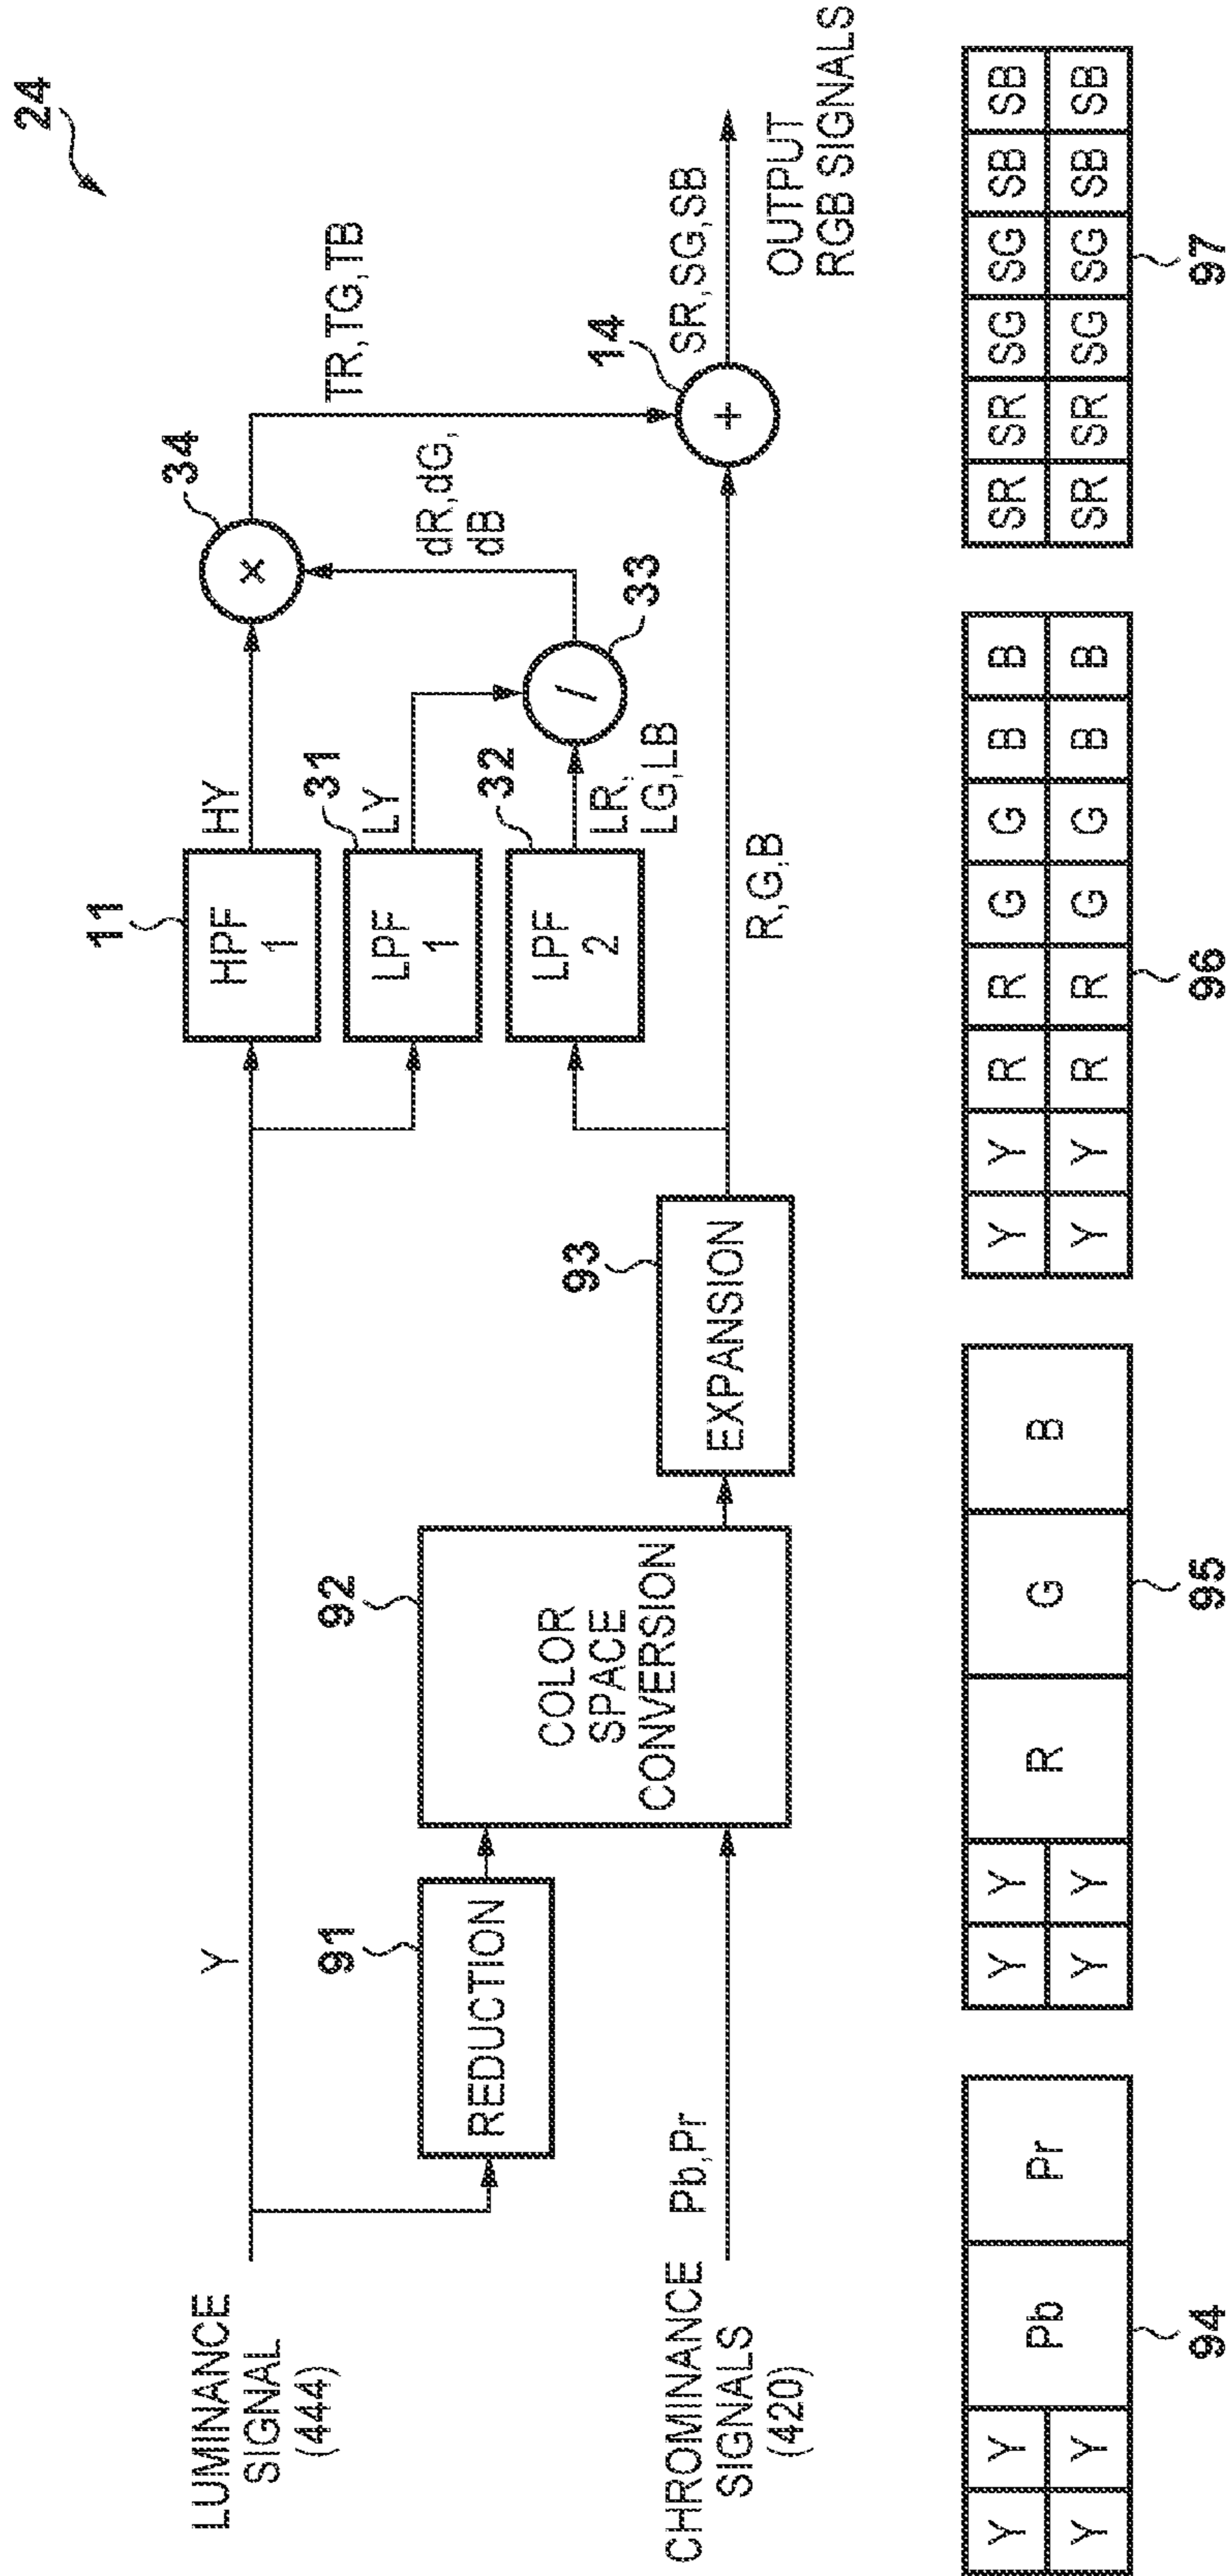 24
LUMINANCE
SIGNAL
(444)
Y
CHROMINANCE
SIGNALS
(420)
Pb,Pr
91
REDUCTION
92
COLOR
SPACE
CONVERSION
93
EXPANSION
R,G,B
11
HPF
1
HY
31
LPF
1
LY
32
LPF
2
LR,
LG,LB
33
/
dR,dG,
dB
34
×
TR,TG,TB
14
+
SR,SG,SB
OUTPUT
RGB SIGNALS
Y Y Pb Pr
Y Y
94
Y Y R G B
Y Y
95
Y Y R R G G B B
Y Y R R G G B B
96
SR SR SG SG SB SB
SR SR SG SG SB SB
97